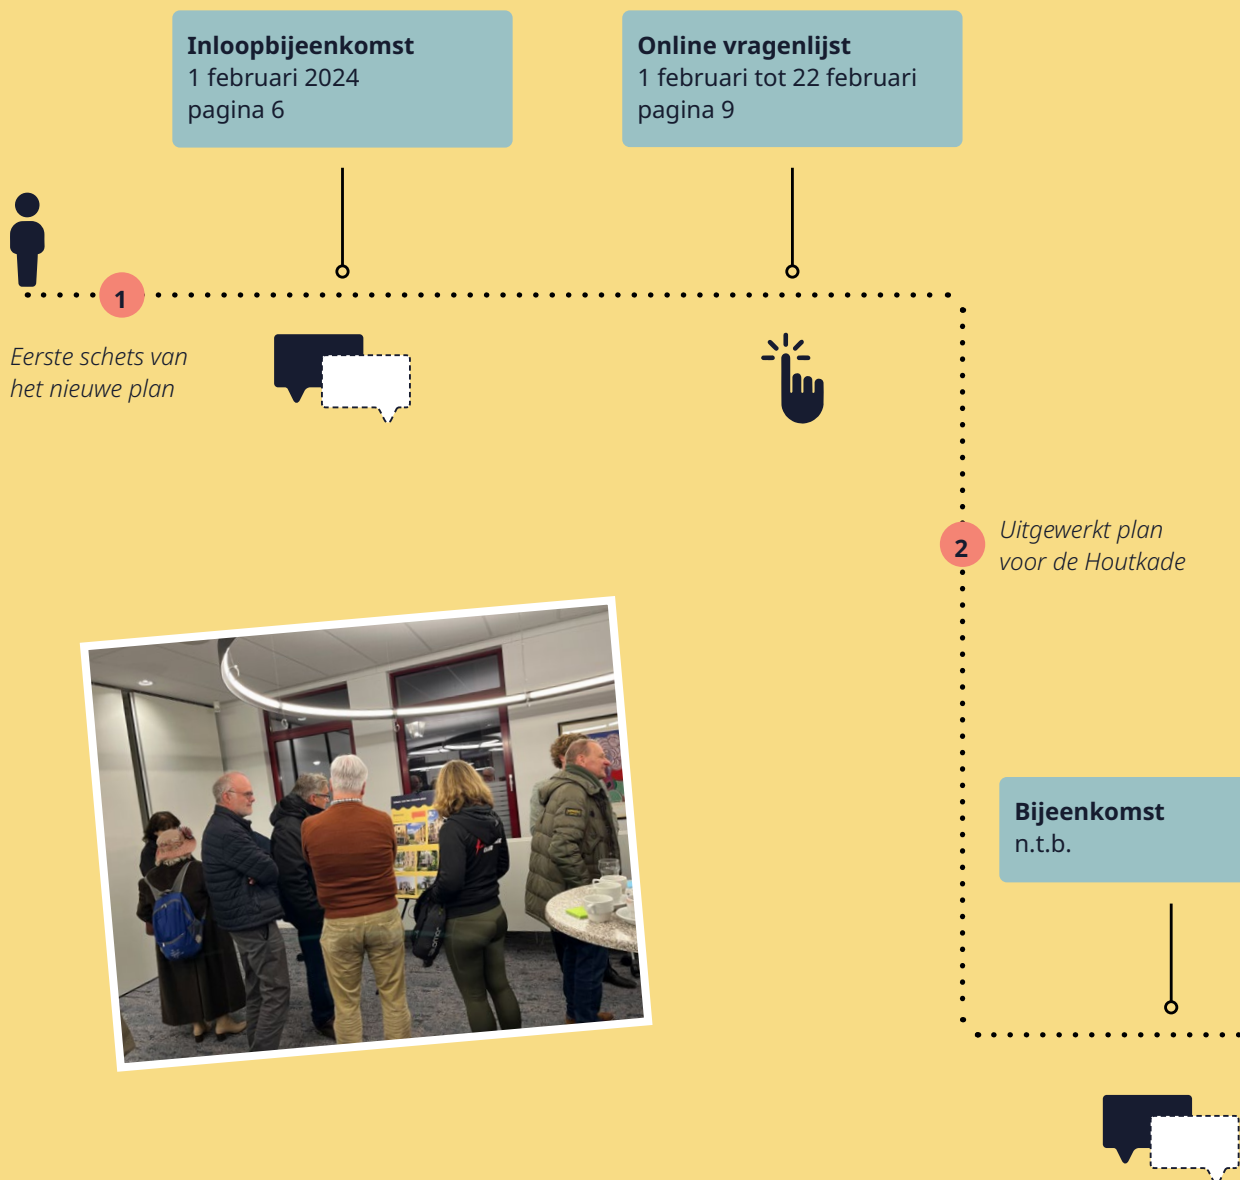 Inloopbijeenkomst
1 februari 2024
pagina 6
Online vragenlijst
1 februari tot 22 februari
pagina 9
1
Eerste schets van
het nieuwe plan
2
Uitgewerkt plan
voor de Houtkade
Bijeenkomst
n.t.b.